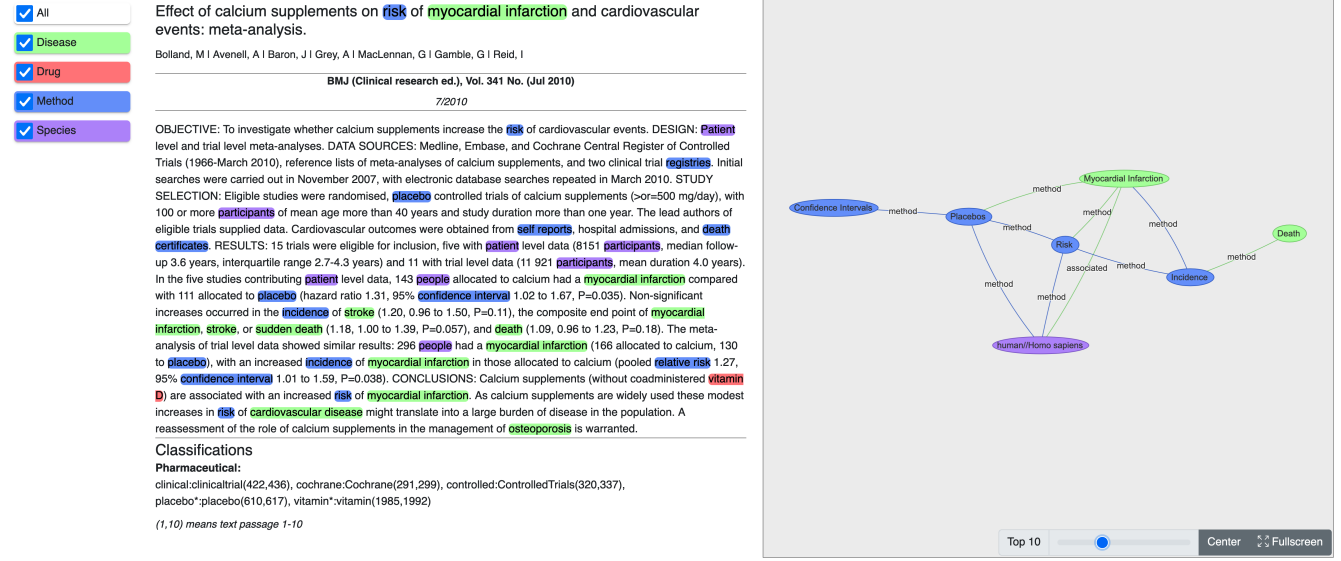 All
Disease
Drug
Method
Species
Effect of calcium supplements on risk of myocardial infarction and cardiovascular
events: meta-analysis.
Bolland, M | Avenell, A | Baron, J | Grey, A | MacLennan, G | Gamble, G | Reid, I
BMJ (Clinical research ed.), Vol. 341 No. (Jul 2010)
7/2010
OBJECTIVE: To investigate whether calcium supplements increase the risk of cardiovascular events. DESIGN: Patient
level and trial level meta-analyses. DATA SOURCES: Medline, Embase, and Cochrane Central Register of Controlled
Trials (1966-March 2010), reference lists of meta-analyses of calcium supplements, and two clinical trial registries. Initial
searches were carried out in November 2007, with electronic database searches repeated in March 2010. STUDY
SELECTION: Eligible studies were randomised, placebo controlled trials of calcium supplements (>or=500 mg/day), with
100 or more participants of mean age more than 40 years and study duration more than one year. The lead authors of
eligible trials supplied data. Cardiovascular outcomes were obtained from self reports, hospital admissions, and death
certificates. RESULTS: 15 trials were eligible for inclusion, five with patient level data (8151 participants, median follow-
up 3.6 years, interquartile range 2.7-4.3 years) and 11 with trial level data (11 921 participants, mean duration 4.0 years).
In the five studies contributing patient level data, 143 people allocated to calcium had a myocardial infarction compared
with 111 allocated to placebo (hazard ratio 1.31, 95% confidence interval 1.02 to 1.67, P=0.035). Non-significant
increases occurred in the incidence of stroke (1.20, 0.96 to 1.50, P=0.11), the composite end point of myocardial
infarction, stroke, or sudden death (1.18, 1.00 to 1.39, P=0.057), and death (1.09, 0.96 to 1.23, P=0.18). The meta-
analysis of trial level data showed similar results: 296 people had a myocardial infarction (166 allocated to calcium, 130
to placebo), with an increased incidence of myocardial infarction in those allocated to calcium (pooled relative risk 1.27,
95% confidence interval 1.01 to 1.59, P=0.038). CONCLUSIONS: Calcium supplements (without coadministered vitamin
D) are associated with an increased risk of myocardial infarction. As calcium supplements are widely used these modest
increases in risk of cardiovascular disease might translate into a large burden of disease in the population. A
reassessment of the role of calcium supplements in the management of osteoporosis is warranted.
Classifications
Pharmaceutical:
clinical:clinicaltrial(422,436), cochrane:Cochrane(291,299), controlled:ControlledTrials(320,337),
placebo*:placebo(610,617), vitamin*:vitamin(1985,1992)
(1,10) means text passage 1-10
Myocardial Infarction
method
Confidence Intervals
method
Placebos
method
method
method
Death
Risk
method
associated
method
Incidence
method
method
human//Homo sapiens
Top 10
Center
Fullscreen